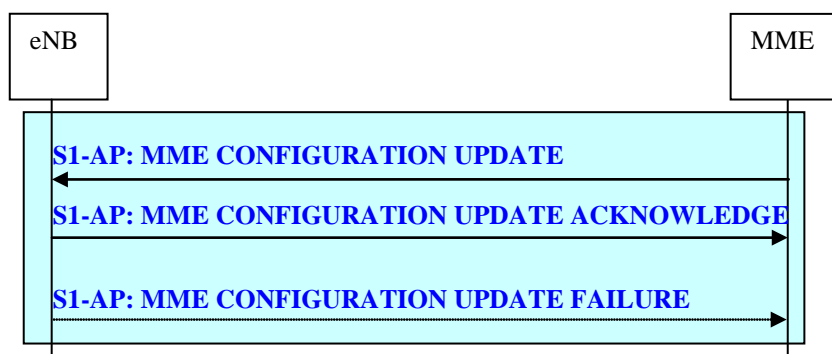 eNB
MME
S1-AP: MME CONFIGURATION UPDATE
S1-AP: MME CONFIGURATION UPDATE ACKNOWLEDGE
S1-AP: MME CONFIGURATION UPDATE FAILURE